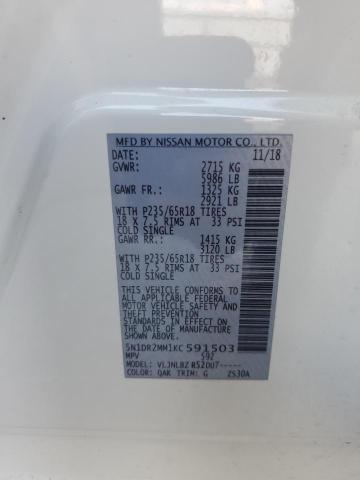 MFD BY NISSAN MOTOR CO., LTD.
DATE: 11/18
GVWR: 2715 KG
5986 LB
GAWR FR: 1325 KG
2921 LB
WITH P235/65R18 TIRES
18 X 7.5 RIMS AT 33 PSI
COLD SINGLE
GAWR RR: 1415 KG
3120 LB
WITH P235/65R18 TIRES
18 X 7.5 RIMS AT 33 PSI
COLD SINGLE
THIS VEHICLE CONFORMS
TO ALL APPLICABLE FEDERAL
MOTOR VEHICLE SAFETY
AND THEFT PREVENTION
STANDARDS IN EFFECT ON
THE DATE OF MANUFACTURE
SHOWN ABOVE.
5N1DR2MM1KC591503
MPV 592
MODEL: VLJNLBZ R52UU7-----
COLOR: QAK TRIM: G 2S30A